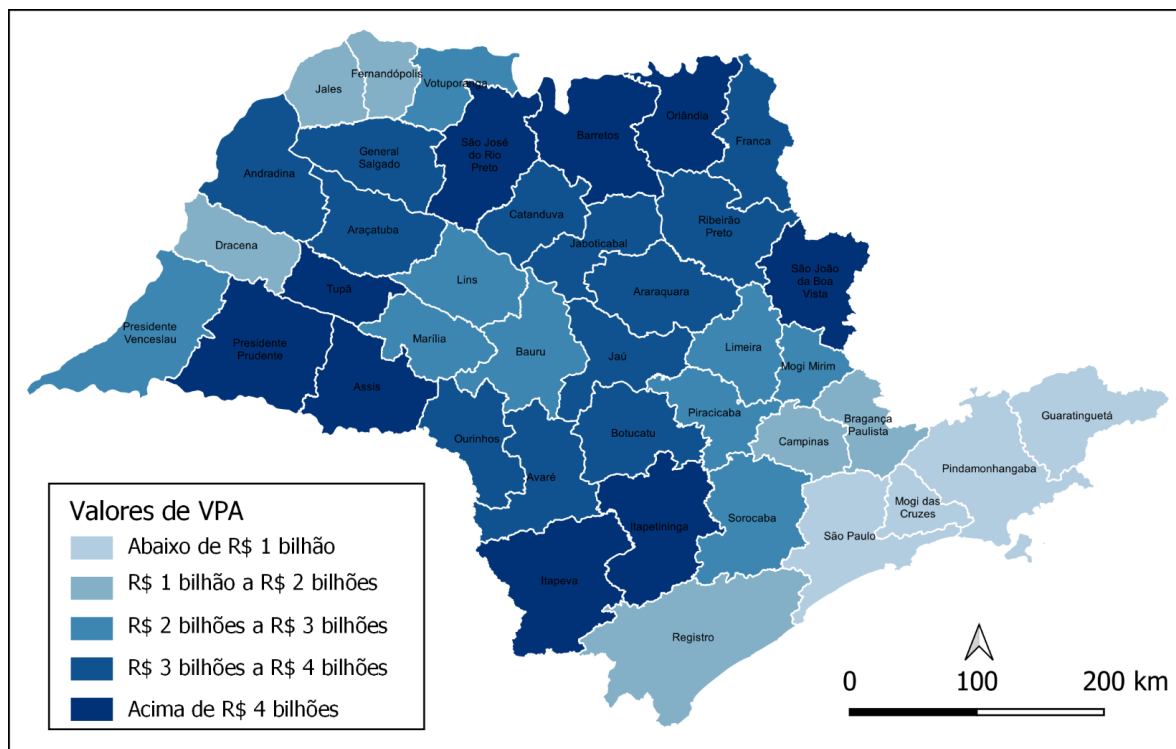 Fernandópolis
Jales
Votuporanga
Orlândia
Barretos
São José
do Rio
Preto
Franca
General
Salgado
Andradina
Catanduva
Ribeirão
Preto
Araçatuba
Jaboticabal
Dracena
Lins
São João
da Boa
Vista
Tupã
Araraquara
Presidente
Venceslau
Presidente
Prudente
Marília
Bauru
Jaú
Limeira
Mogi Mirim
Assis
Piracicaba
Guaratinguetá
Bragança
Paulista
Ourinhos
Botucatu
Campinas
Pindamonhangaba
Avaré
Mogi das
Cruzes
Sorocaba
Itapetininga
São Paulo
Itapeva
Registro
Valores de VPA
Abaixo de R$ 1 bilhão
R$ 1 bilhão a R$ 2 bilhões
R$ 2 bilhões a R$ 3 bilhões
R$ 3 bilhões a R$ 4 bilhões
Acima de R$ 4 bilhões
0 100 200 km